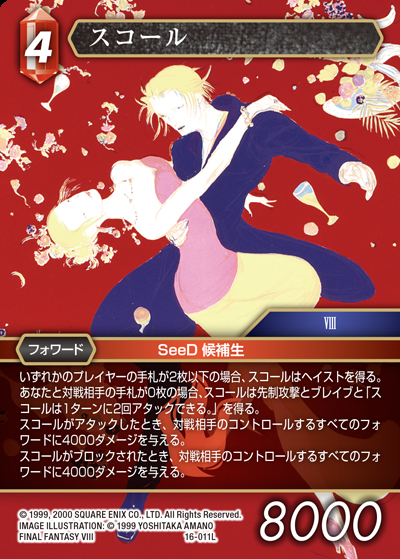 4
スコール
VIII
フォワード
SeeD 候補生
いずれかのプレイヤーの手札が2枚以下の場合、スコールはヘイストを得る。
あなたと対戦相手の手札が0枚の場合、スコールは先制攻撃とブレイブと「ス
コールは1ターンに2回アタックできる。」を得る。
スコールがアタックしたとき、対戦相手のコントロールするすべてのフォ
ワードに4000ダメージを与える。
スコールがブロックされたとき、対戦相手のコントロールするすべてのフォ
ワードに4000ダメージを与える。
© 1999, 2000 SQUARE ENIX CO., LTD. All Rights Reserved.
IMAGE ILLUSTRATION: © 1999 YOSHITAKA AMANO
FINAL FANTASY VIII
16-011L
8000